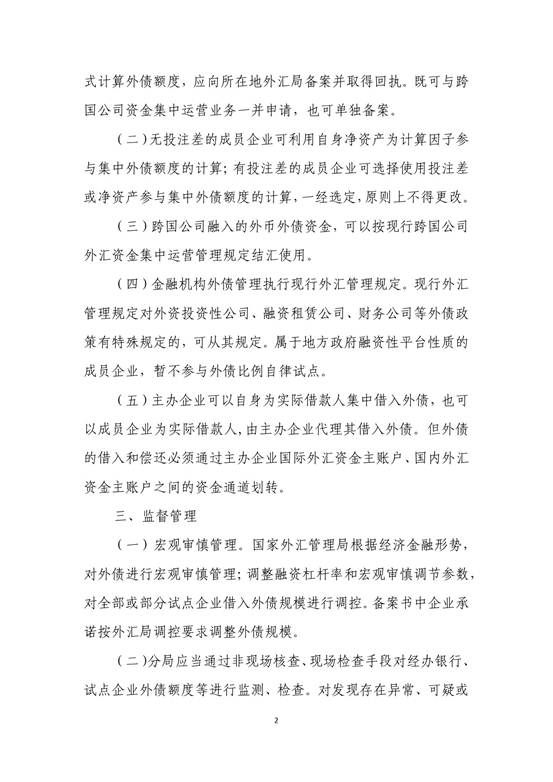 式计算外债额度，应向所在地外汇局备案并取得回执。既可与跨
国公司资金集中运营业务一并申请，也可单独备案。
（二）无投注差的成员企业可利用自身净资产为计算因子参
与集中外债额度的计算；有投注差的成员企业可选择使用投注差
或净资产参与集中外债额度的计算，一经选定，原则上不得更改。
（三）跨国公司融入的外币外债资金，可以按现行跨国公司
外汇资金集中运营管理规定结汇使用。
（四）金融机构外债管理执行现行外汇管理规定。现行外汇
管理规定对外资投资性公司、融资租赁公司、财务公司等外债政
策有特殊规定的，可从其规定。属于地方政府融资性平台性质的
成员企业，暂不参与外债比例自律试点。
（五）主办企业可以自身为实际借款人集中借入外债，也可
以成员企业为实际借款人，由主办企业代理其借入外债。但外债
的借入和偿还必须通过主办企业国际外汇资金主账户、国内外汇
资金主账户之间的资金通道划转。
三、监督管理
（一）宏观审慎管理。国家外汇管理局根据经济金融形势，
对外债进行宏观审慎管理；调整融资杠杆率和宏观审慎调节参数，
对全部或部分试点企业借入外债规模进行调控。备案书中企业承
诺按外汇局调控要求调整外债规模。
（二）分局应当通过非现场核查、现场检查手段对经办银行、
试点企业外债额度等进行监测、检查。对发现存在异常、可疑或
2